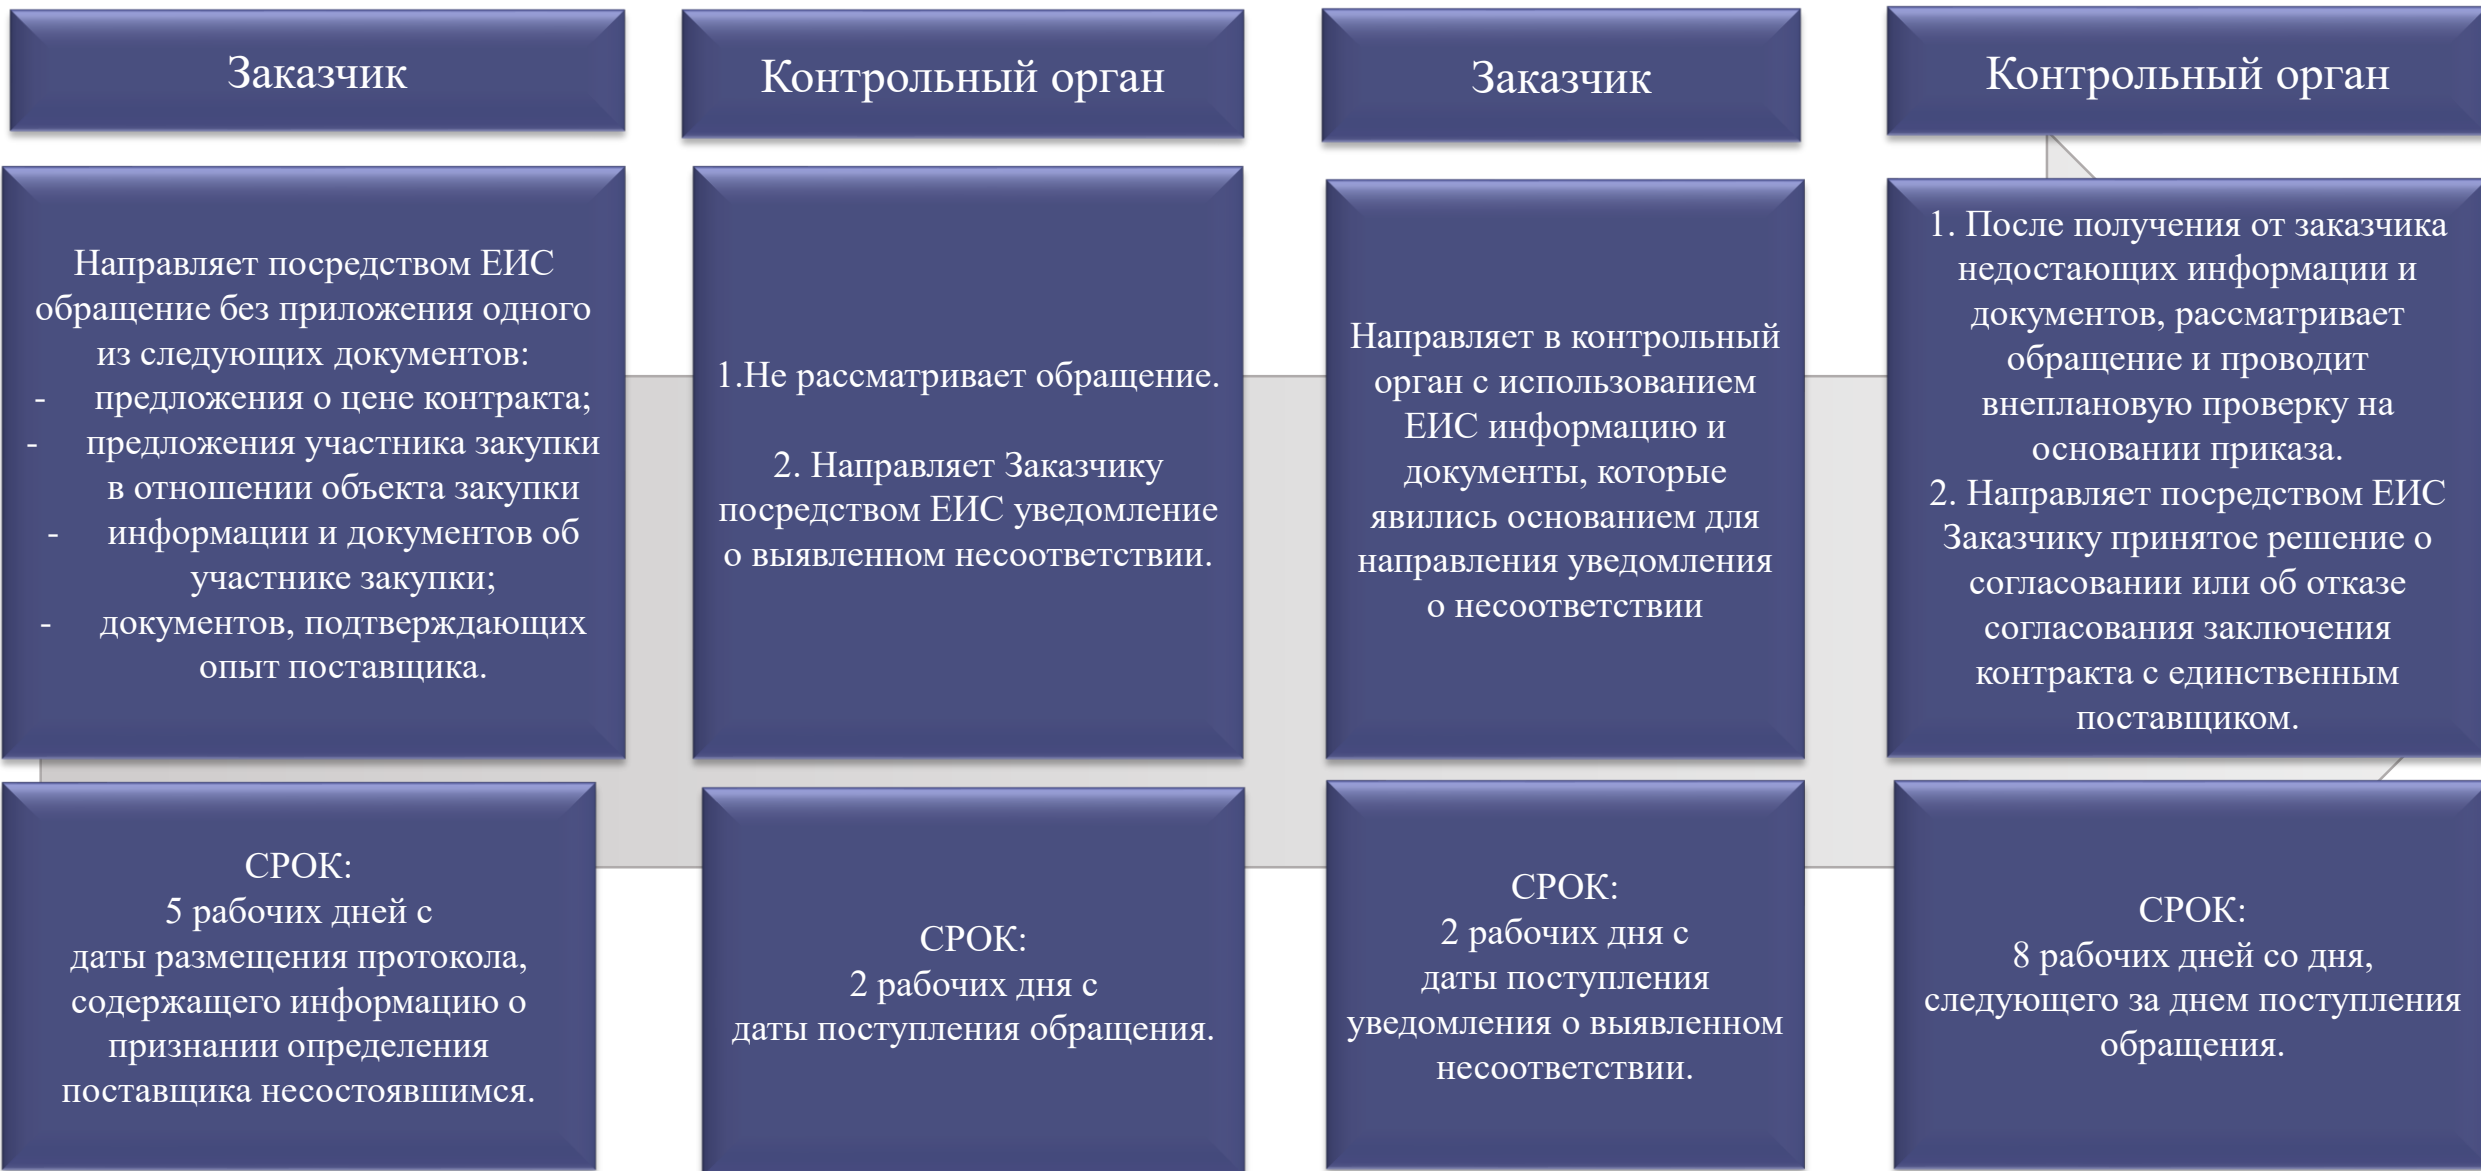 Заказчик
Контрольный орган
Заказчик
Контрольный орган
Направляет посредством ЕИС
обращение без приложения одного
из следующих документов:
- предложения о цене контракта;
- предложения участника закупки
в отношении объекта закупки
- информации и документов об
участнике закупки;
- документов, подтверждающих
опыт поставщика.
1.Не рассматривает обращение.
2. Направляет Заказчику
посредством ЕИС уведомление
о выявленном несоответствии.
Направляет в контрольный
орган с использованием
ЕИС информацию и
документы, которые
явились основанием для
направления уведомления
о несоответствии
1. После получения от заказчика
недостающих информации и
документов, рассматривает
обращение и проводит
внеплановую проверку на
основании приказа.
2. Направляет посредством ЕИС
Заказчику принятое решение о
согласовании или об отказе
согласования заключения
контракта с единственным
поставщиком.
СРОК:
5 рабочих дней с
даты размещения протокола,
содержащего информацию о
признании определения
поставщика несостоявшимся.
СРОК:
2 рабочих дня с
даты поступления обращения.
СРОК:
2 рабочих дня с
даты поступления
уведомления о выявленном
несоответствии.
СРОК:
8 рабочих дней со дня,
следующего за днем поступления
обращения.